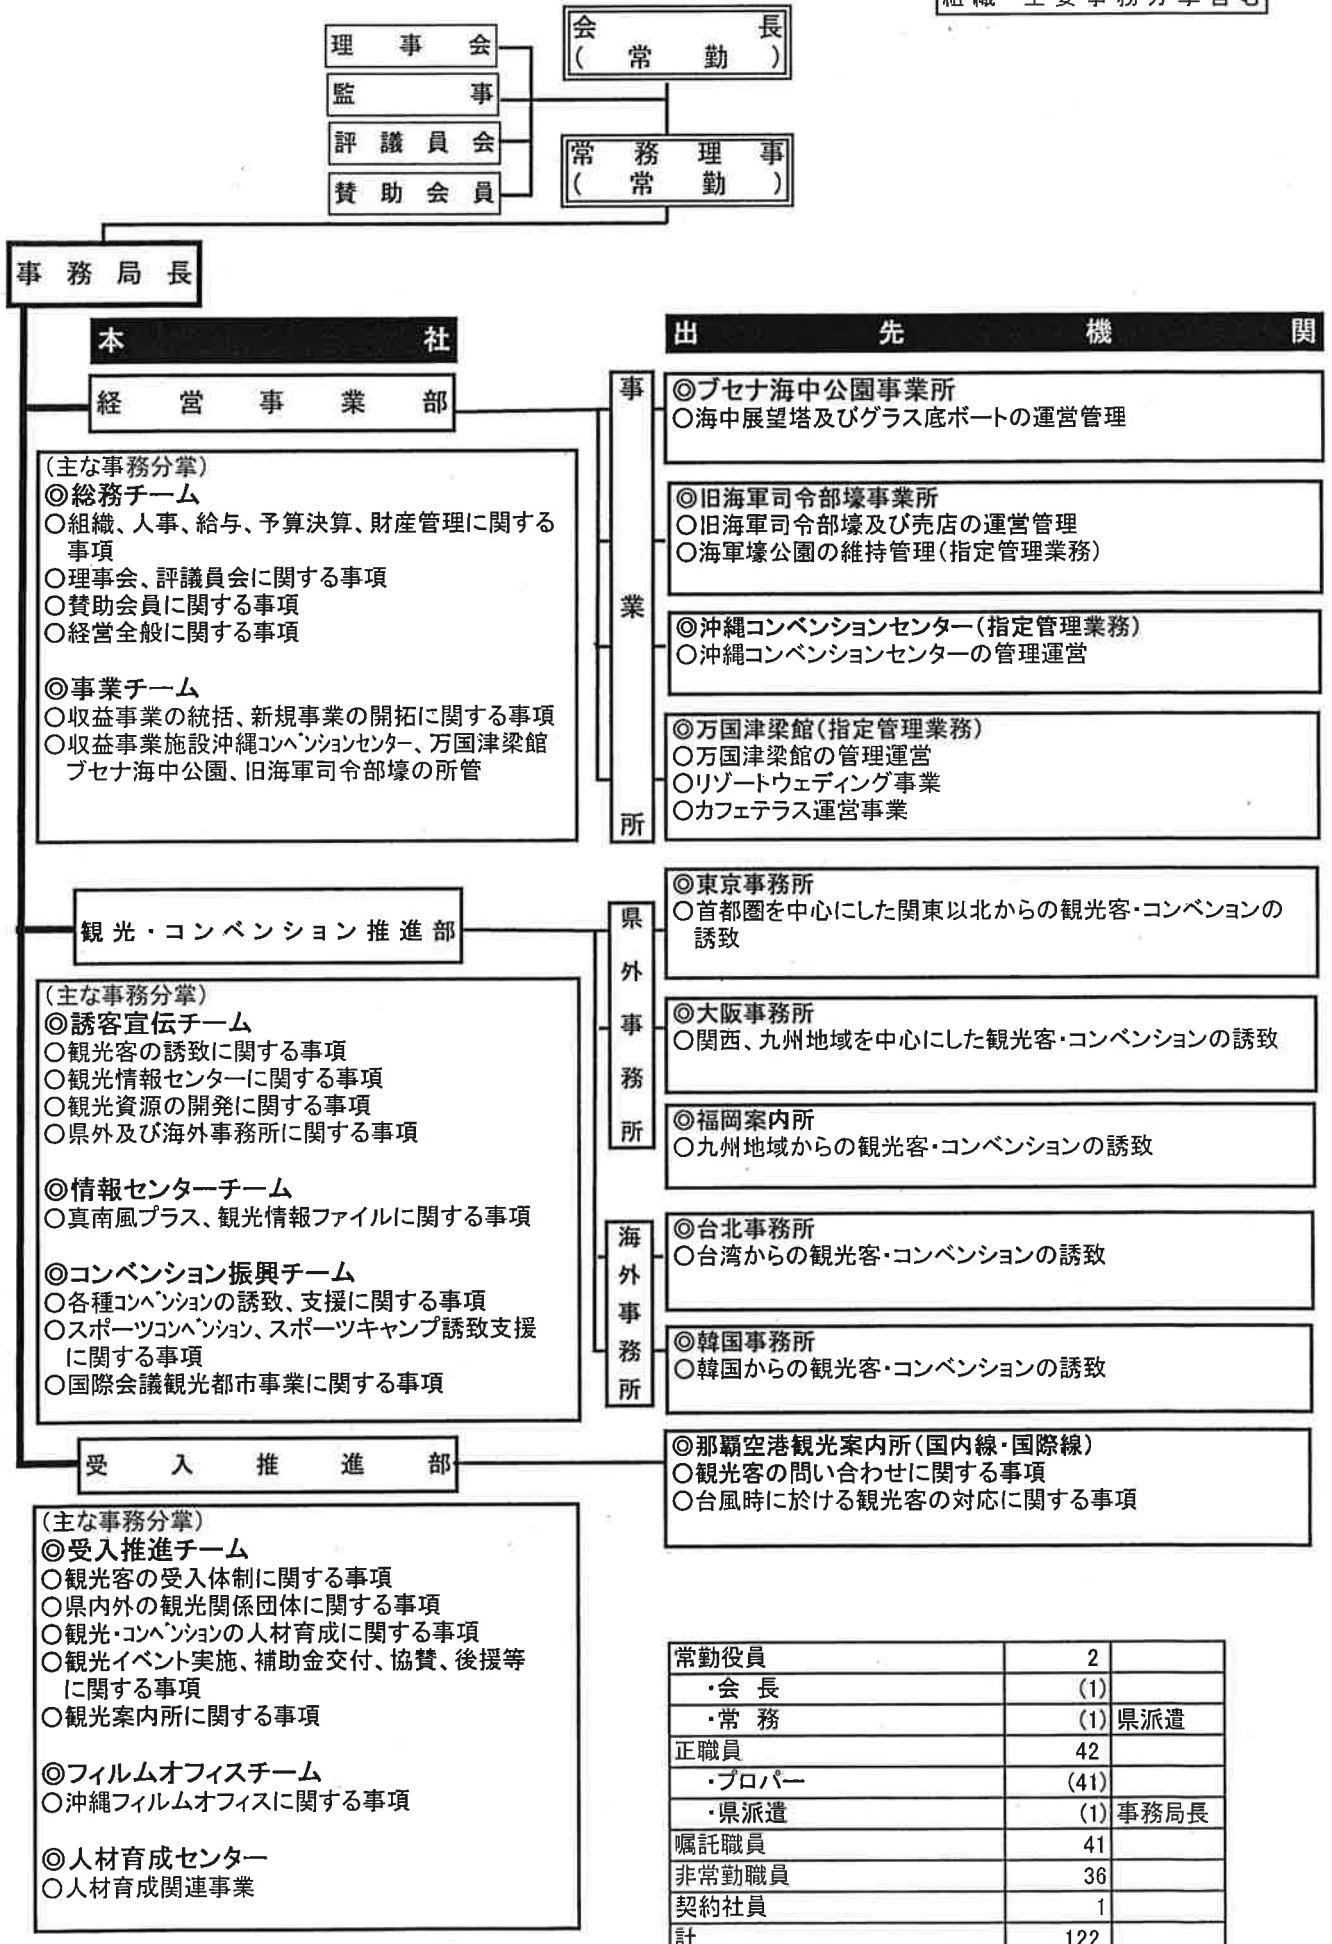 組織・主要事務分掌
会長
(常勤)
理事会
監事
評議員会
賛助会員
常務理事
(常勤)
事務局長
本社
経営事業部
(主な事務分掌)
◎総務チーム
○組織、人事、給与、予算決算、財産管理に関する
事項
○理事会、評議員会に関する事項
○賛助会員に関する事項
○経営全般に関する事項
◎事業チーム
○収益事業の統括、新規事業の開拓に関する事項
○収益事業施設沖縄コンベンションセンター、万国津梁館
ブセナ海中公園、旧海軍司令部壕の所管
観光・コンベンション推進部
(主な事務分掌)
◎誘客宣伝チーム
○観光客の誘致に関する事項
○観光情報センターに関する事項
○観光資源の開発に関する事項
○県外及び海外事務所に関する事項
◎情報センターチーム
○真南風プラス、観光情報ファイルに関する事項
◎コンベンション振興チーム
○各種コンベンションの誘致、支援に関する事項
○スポーツコンベンション、スポーツキャンプ誘致支援
に関する事項
○国際会議観光都市事業に関する事項
受入推進部
(主な事務分掌)
◎受入推進チーム
○観光客の受入体制に関する事項
○県内外の観光関係団体に関する事項
○観光・コンベンションの人材育成に関する事項
○観光イベント実施、補助金交付、協賛、後援等
に関する事項
○観光案内所に関する事項
◎フィルムオフィスチーム
○沖縄フィルムオフィスに関する事項
◎人材育成センター
○人材育成関連事業
出先機関
事業所
◎ブセナ海中公園事業所
○海中展望塔及びグラス底ボートの運営管理
◎旧海軍司令部壕事業所
○旧海軍司令部壕及び売店の運営管理
○海軍壕公園の維持管理(指定管理業務)
◎沖縄コンベンションセンター(指定管理業務)
○沖縄コンベンションセンターの管理運営
◎万国津梁館(指定管理業務)
○万国津梁館の管理運営
○リゾートウェディング事業
○カフェテラス運営事業
県外事務所
◎東京事務所
○首都圏を中心にした関東以北からの観光客・コンベンションの
誘致
◎大阪事務所
○関西、九州地域を中心にした観光客・コンベンションの誘致
◎福岡案内所
○九州地域からの観光客・コンベンションの誘致
海外事務所
◎台北事務所
○台湾からの観光客・コンベンションの誘致
◎韓国事務所
○韓国からの観光客・コンベンションの誘致
◎那覇空港観光案内所(国内線・国際線)
○観光客の問い合わせに関する事項
○台風時に於ける観光客の対応に関する事項
常勤役員 2
・会 長 (1)
・常 務 (1) 県派遣
正職員 42
・プロパー (41)
・県派遣 (1) 事務局長
嘱託職員 41
非常勤職員 36
契約社員 1
計 122